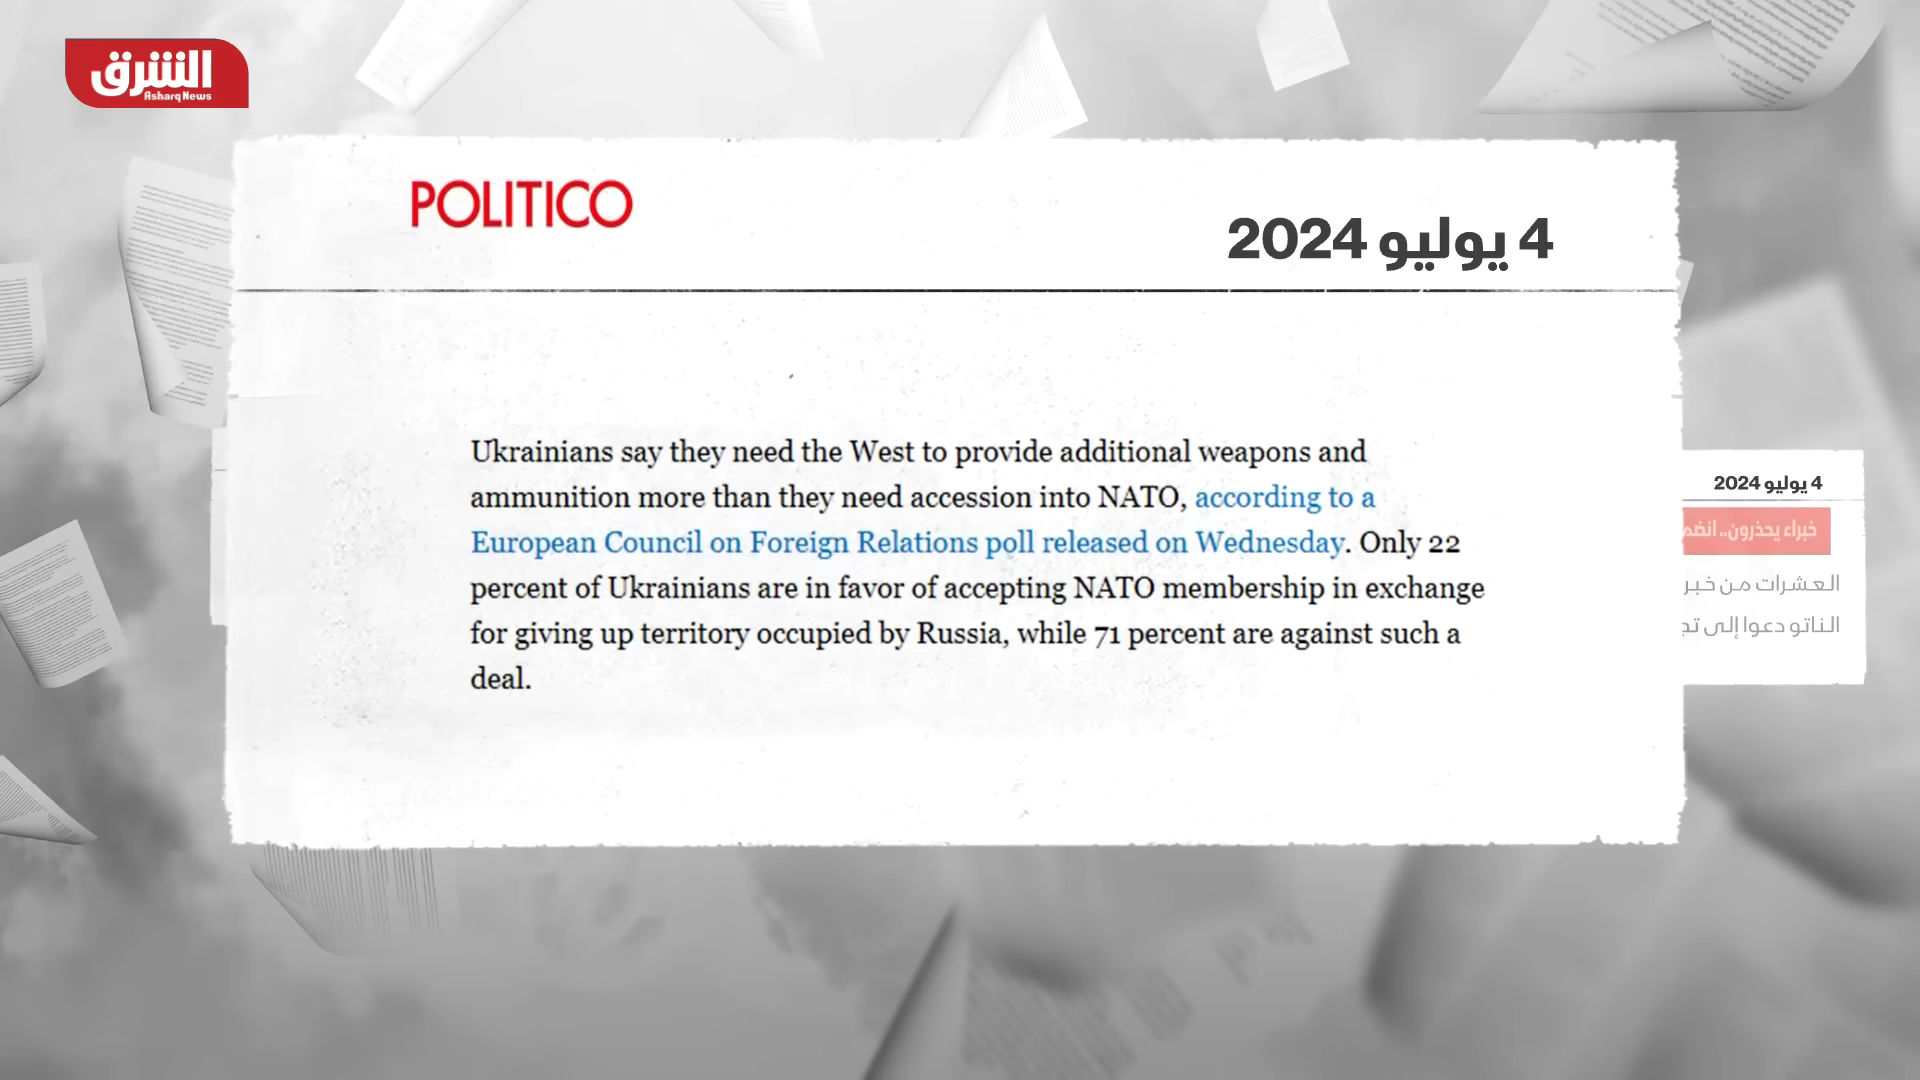 الشرق
Asharq News
POLITICO
4 يوليو 2024
Ukrainians say they need the West to provide additional weapons and
ammunition more than they need accession into NATO, according to a
European Council on Foreign Relations poll released on Wednesday. Only 22
percent of Ukrainians are in favor of accepting NATO membership in exchange
for giving up territory occupied by Russia, while 71 percent are against such a
deal.
4 يوليو 2024
خبراء يحذرون.. انضم
العشرات من خبر
الناتو دعوا إلى تج